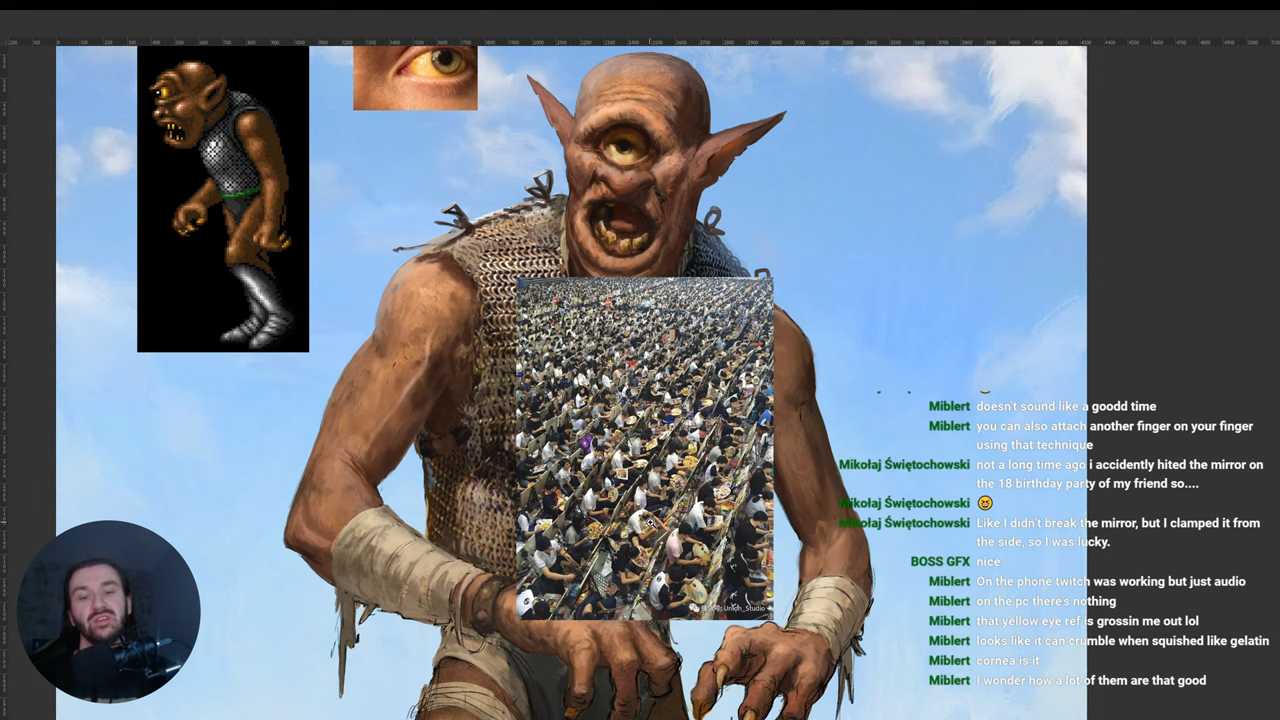 Miblert doesn't sound like a goodd time
Miblert you can also attach another finger on your finger
using that technique
Mikołaj Świętochowski not a long time ago i accidently hited the mirror on
the 18 birthday party of my friend so....
Mikołaj Świętochowski 😆
Mikołaj Świętochowski Like I didn't break the mirror, but I clamped it from
the side, so I was lucky.
BOSS GFX nice
Miblert On the phone twitch was working but just audio
Miblert on the pc there's nothing
Miblert that yellow eye ref is grossin me out lol
Miblert looks like it can crumble when squished like gelatin
Miblert cornea is it
Miblert I wonder how a lot of them are that good
Union_Studio